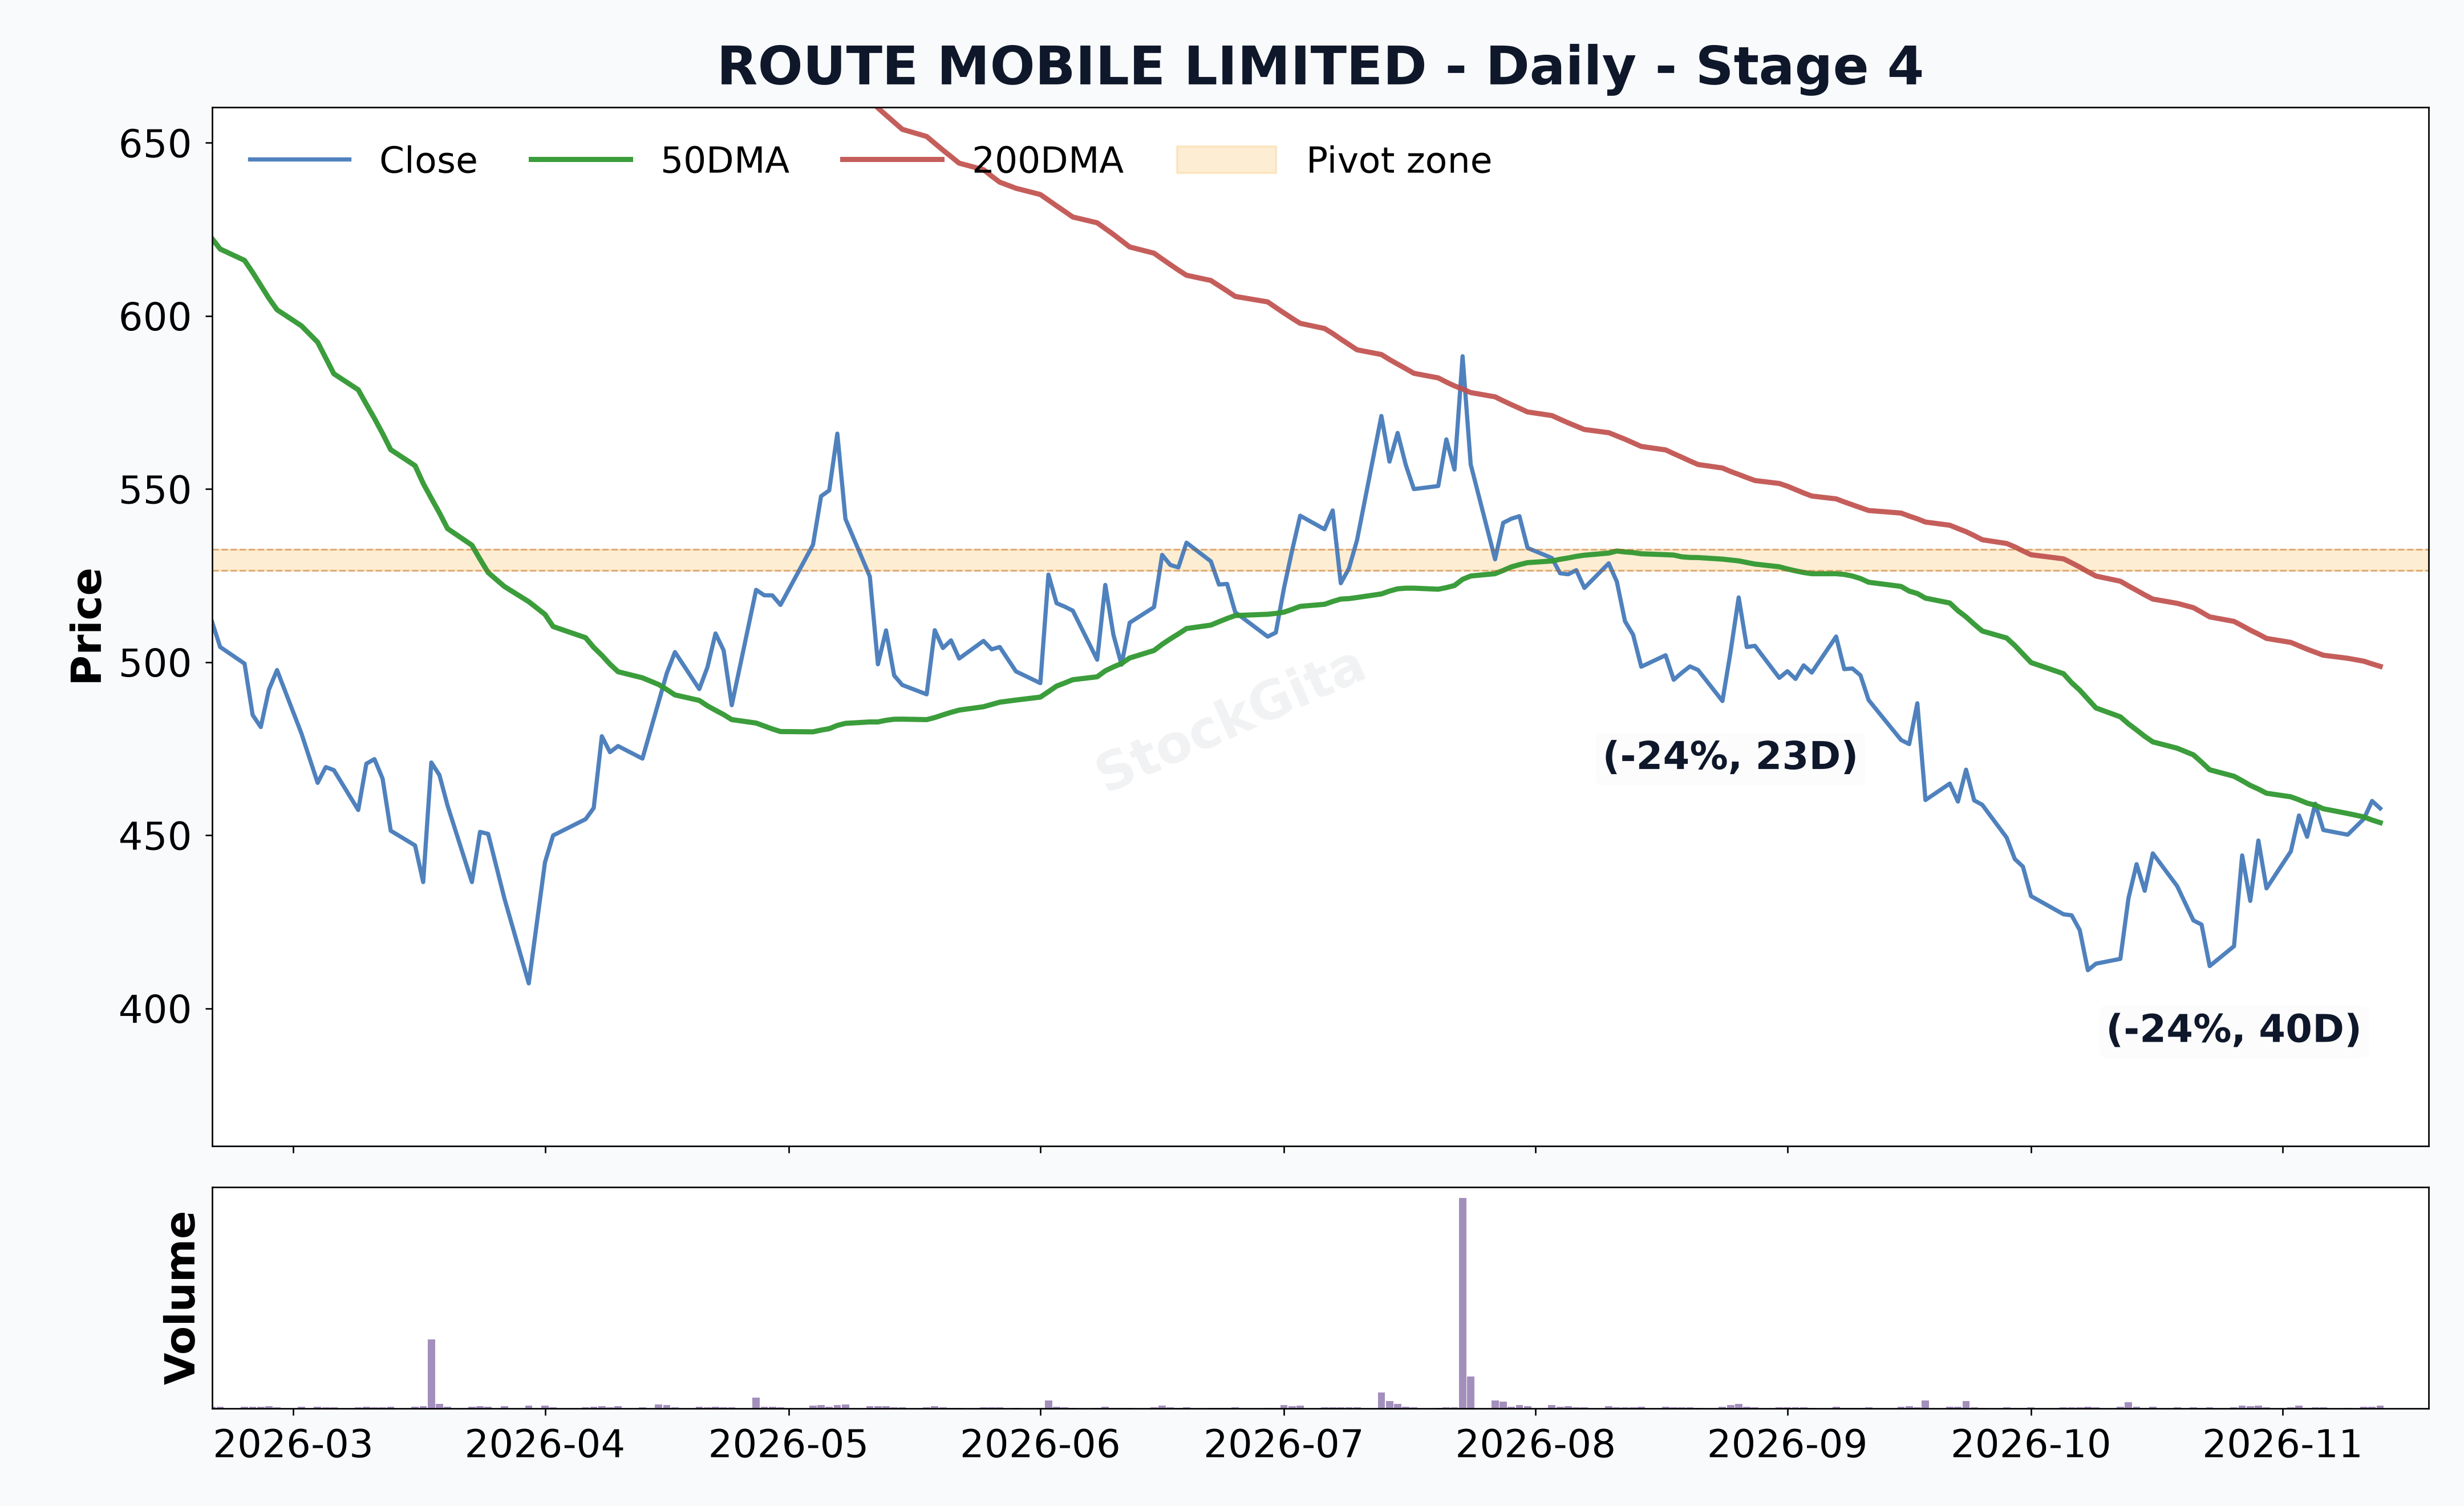 ROUTE MOBILE LIMITED - Daily - Stage 4
Close 50DMA 200DMA Pivot zone
Price
650
600
550
500
450
400
StockGita
(-24%, 23D)
(-24%, 40D)
Volume
2026-03 2026-04 2026-05 2026-06 2026-07 2026-08 2026-09 2026-10 2026-11